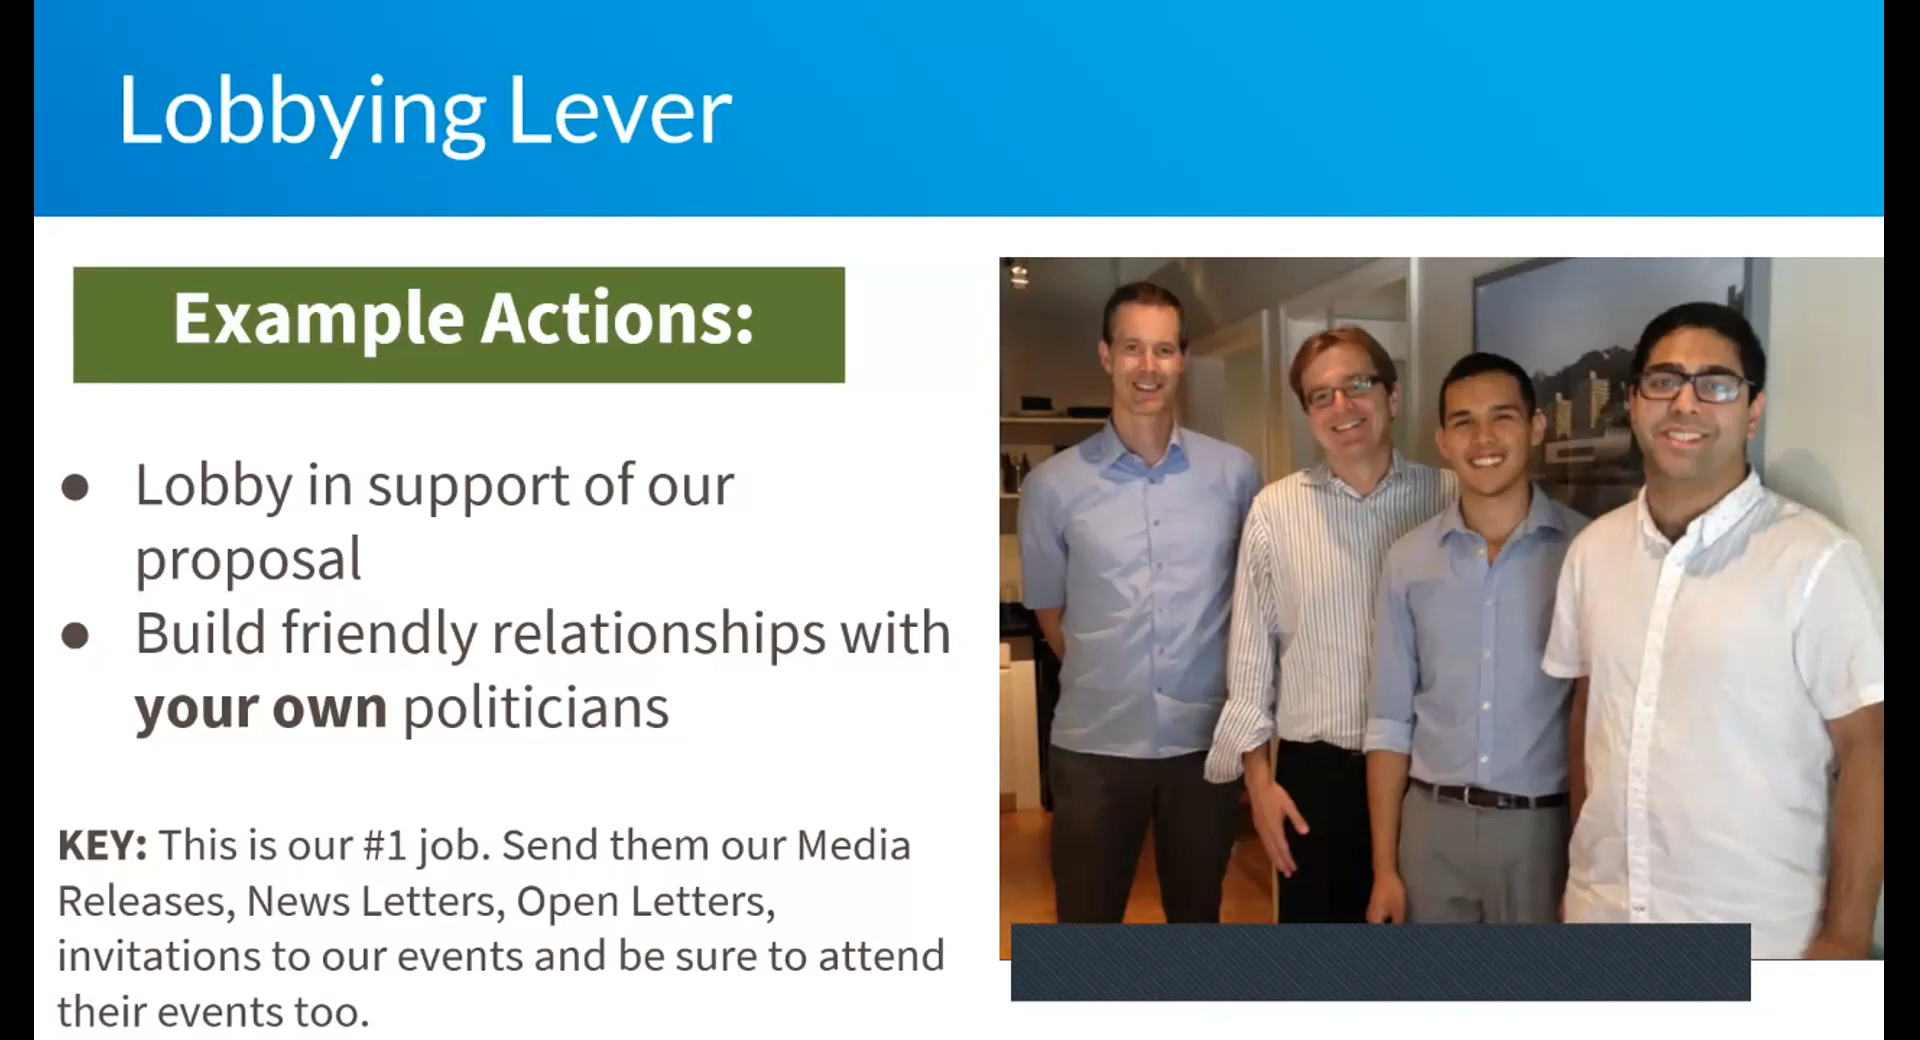 Lobbying Lever
Example Actions:
● Lobby in support of our
proposal
● Build friendly relationships with
your own politicians
KEY: This is our #1 job. Send them our Media
Releases, News Letters, Open Letters,
invitations to our events and be sure to attend
their events too.